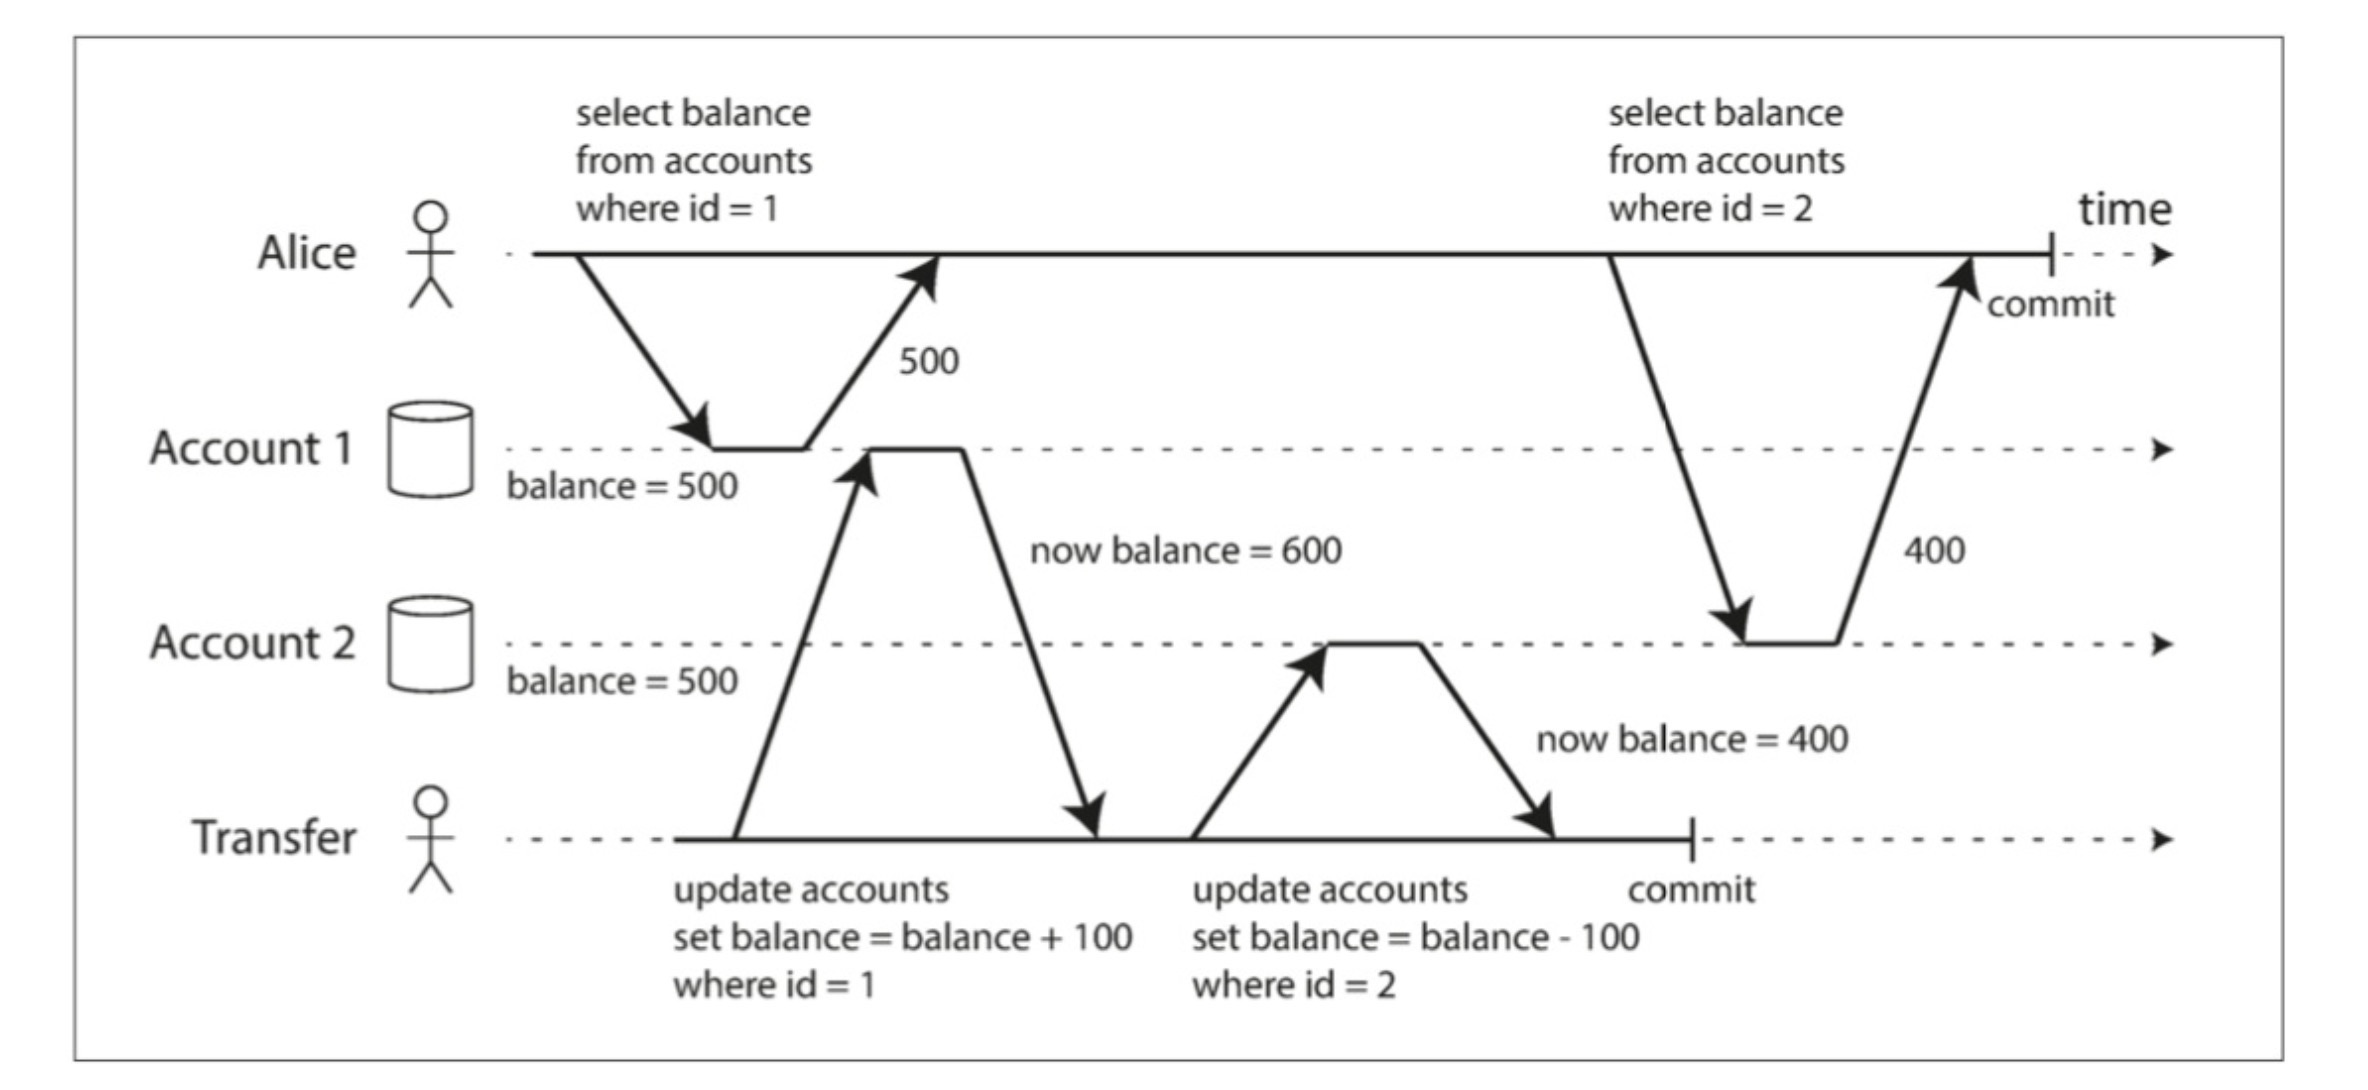 select balance
from accounts
where id = 1
select balance
from accounts
where id = 2
time
Alice
commit
500
Account 1
balance = 500
now balance = 600
400
Account 2
balance = 500
now balance = 400
Transfer
update accounts
set balance = balance + 100
where id = 1
update accounts
set balance = balance - 100
where id = 2
commit